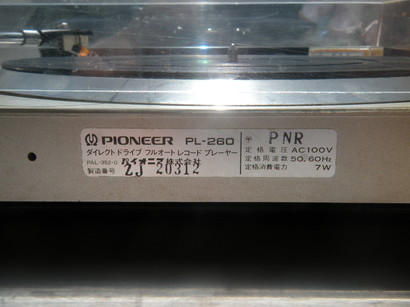 PIONEER PL-260
ダイレクトドライブ フルオートレコードプレーヤー
PAL-352-0 パイオニア株式会社
製造番号 ZJ 20312
〒 PNR
定格電圧 AC100V
定格周波数 50,60Hz
定格消費電力 7W